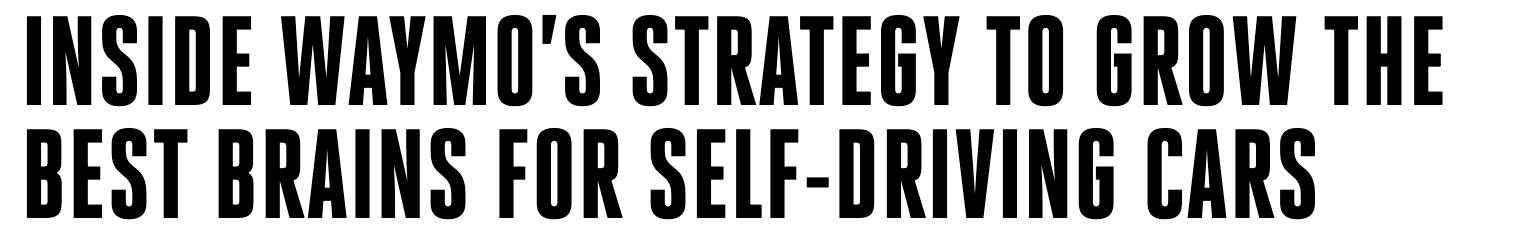 INSIDE WAYMO'S STRATEGY TO GROW THE
BEST BRAINS FOR SELF-DRIVING CARS